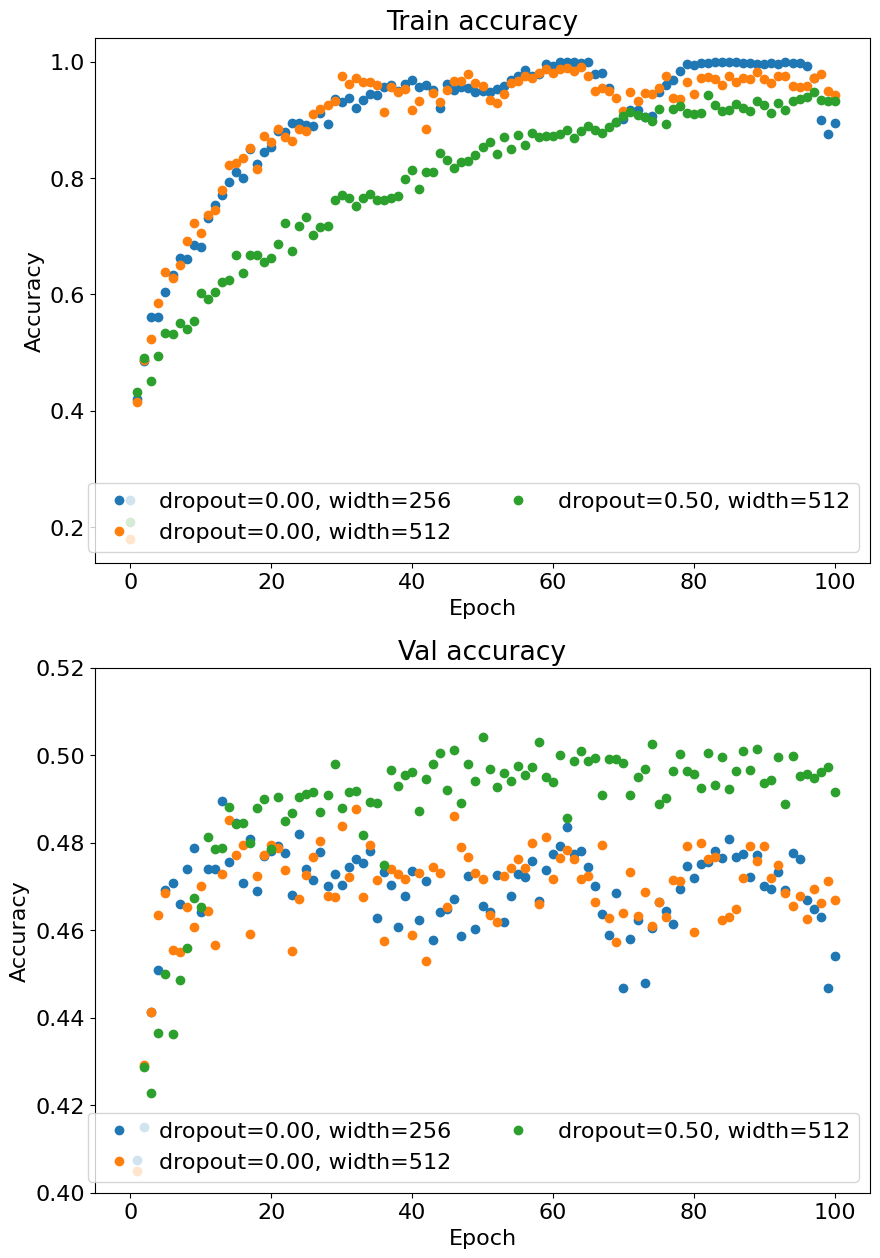 Train accuracy
1.0
0.8
0.6
0.4
0.2
Accuracy
dropout=0.00, width=256
dropout=0.00, width=512
dropout=0.50, width=512
0 20 40 60 80 100
Epoch
Val accuracy
0.52
0.50
0.48
0.46
0.44
0.42
0.40
Accuracy
dropout=0.00, width=256
dropout=0.00, width=512
dropout=0.50, width=512
0 20 40 60 80 100
Epoch